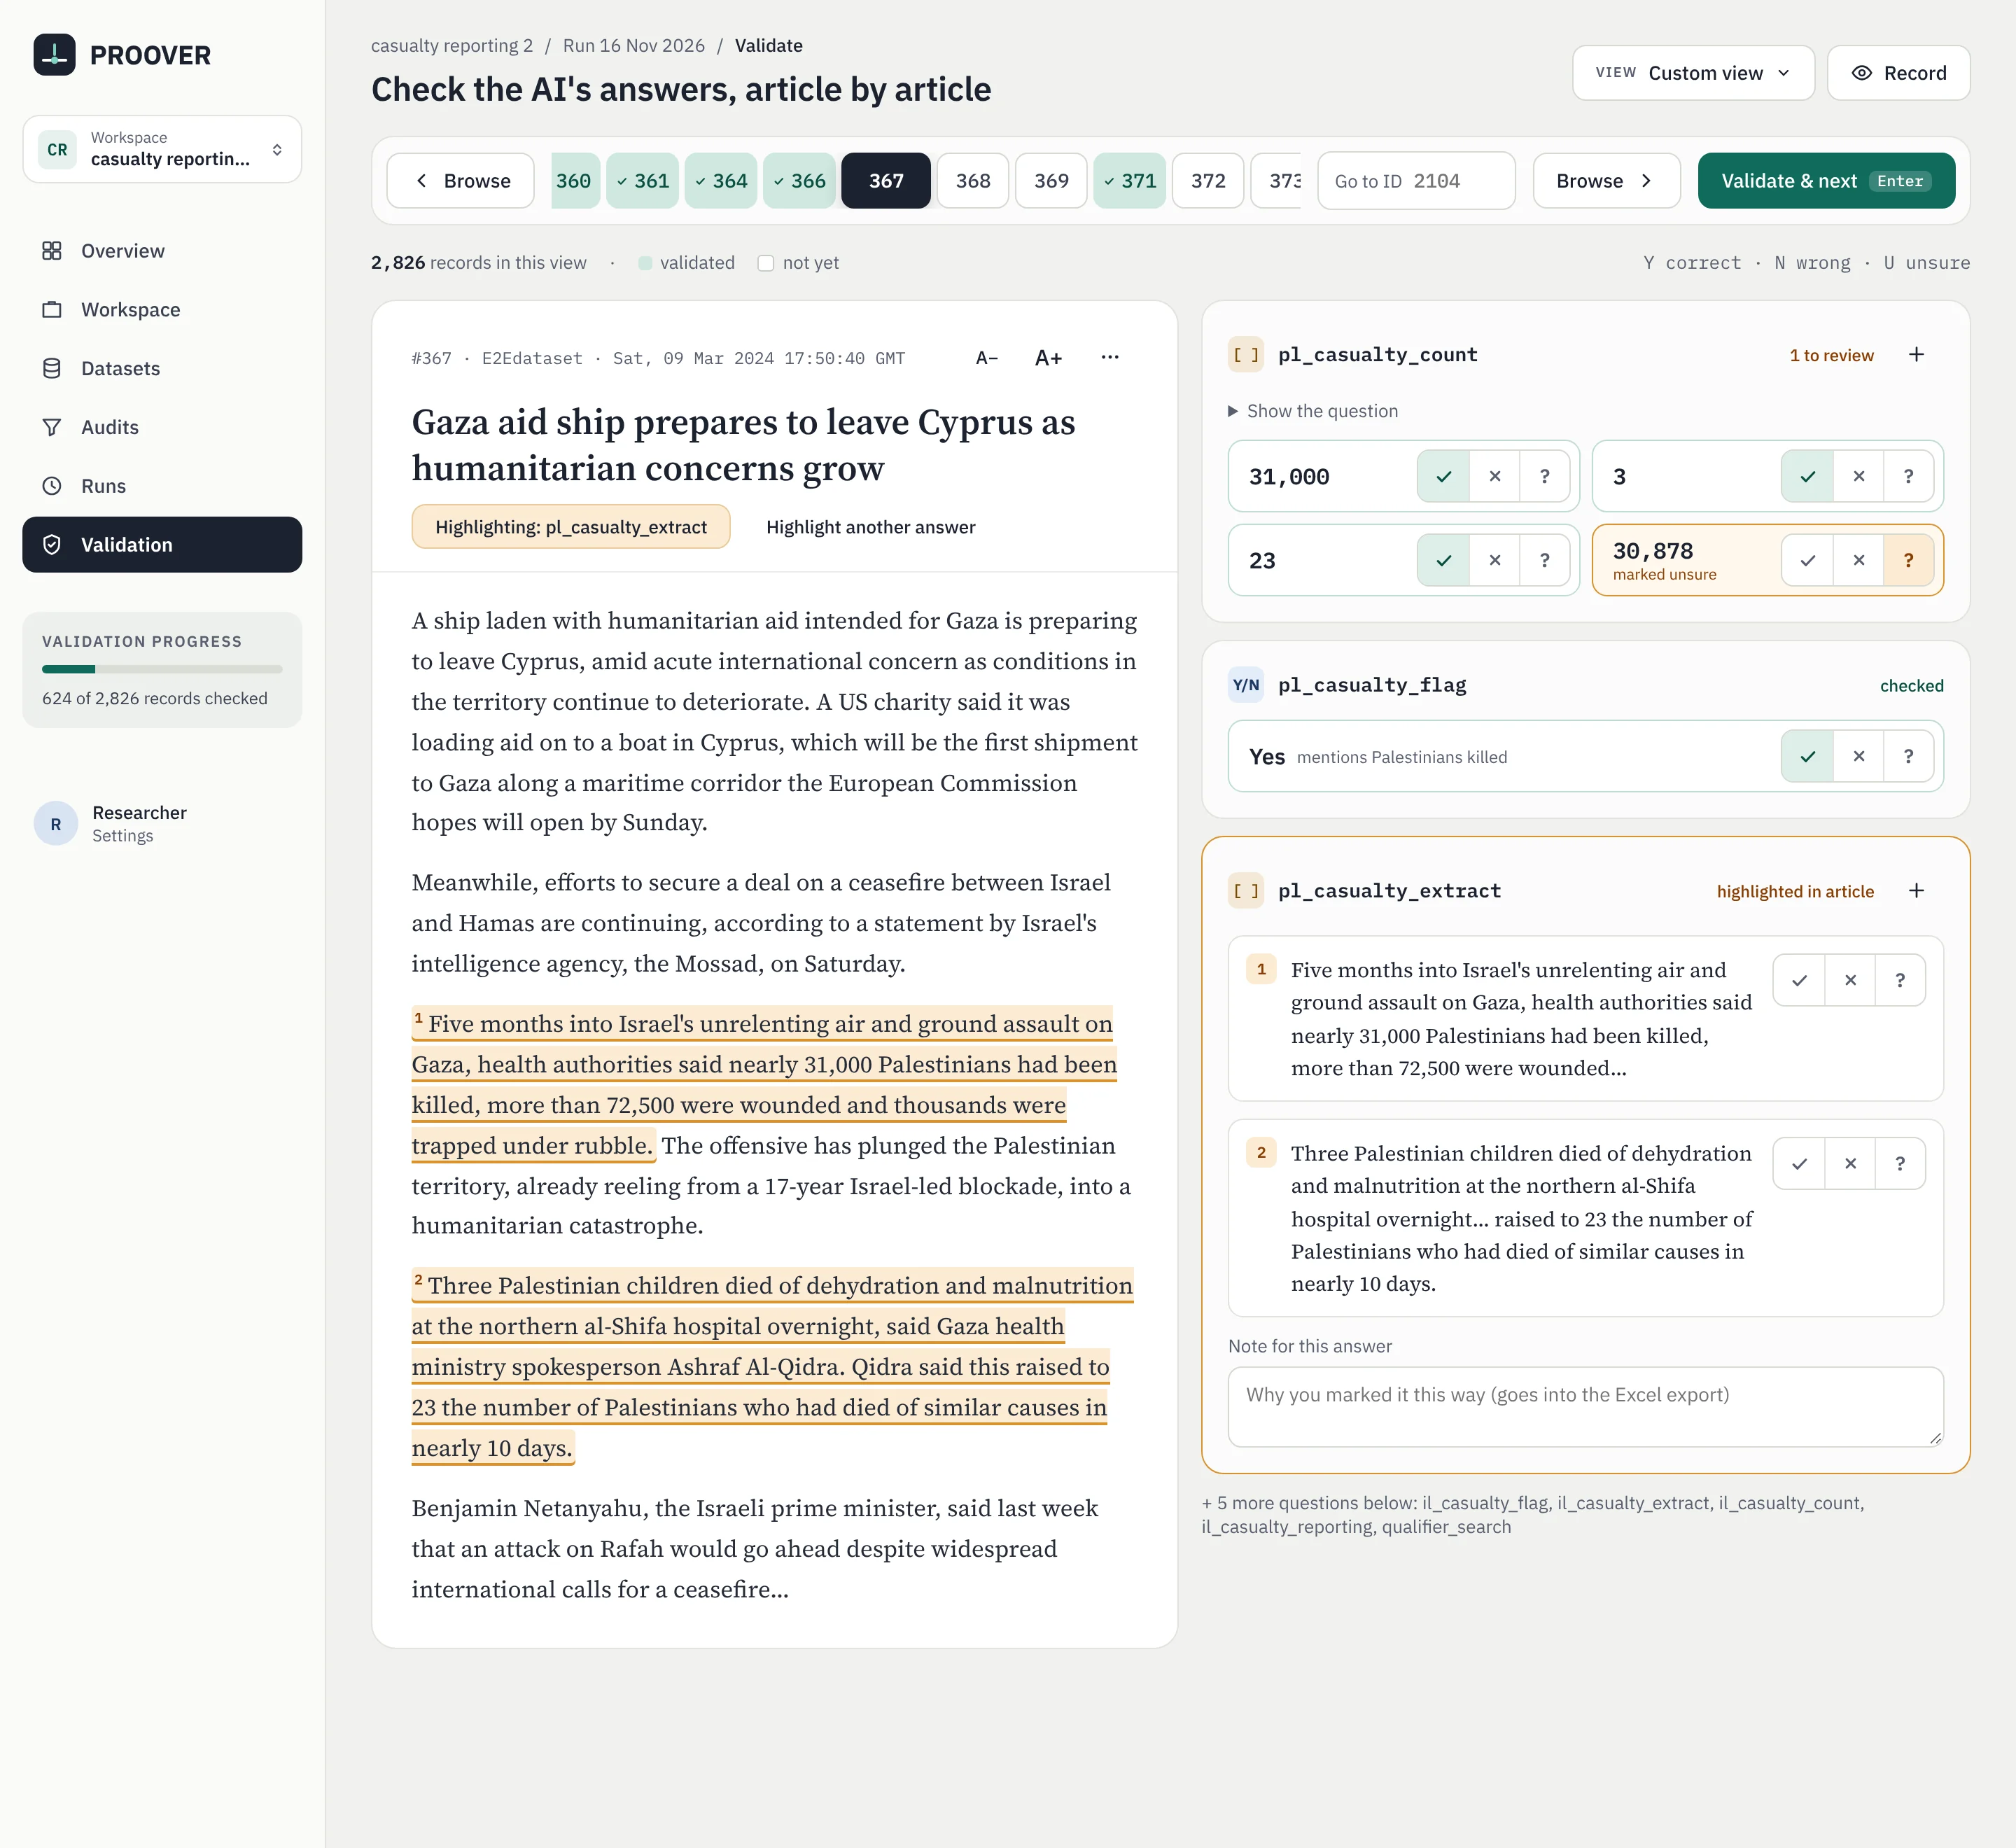 PROOVER
CR
Workspace
casualty reportin...
Overview
Workspace
Datasets
Audits
Runs
Validation
VALIDATION PROGRESS
624 of 2,826 records checked
R
Researcher
Settings
casualty reporting 2 / Run 16 Nov 2026 / Validate
Check the AI's answers, article by article
VIEW Custom view
Record
Browse
360
361
364
366
367
368
369
371
372
373
Go to ID 2104
Browse
Validate & next Enter
2,826 records in this view · validated not yet
Y correct · N wrong · U unsure
#367 · E2Edataset · Sat, 09 Mar 2024 17:50:40 GMT
A–
A+
...
Gaza aid ship prepares to leave Cyprus as
humanitarian concerns grow
Highlighting: pl_casualty_extract
Highlight another answer
A ship laden with humanitarian aid intended for Gaza is preparing
to leave Cyprus, amid acute international concern as conditions in
the territory continue to deteriorate. A US charity said it was
loading aid on to a boat in Cyprus, which will be the first shipment
to Gaza along a maritime corridor the European Commission
hopes will open by Sunday.
Meanwhile, efforts to secure a deal on a ceasefire between Israel
and Hamas are continuing, according to a statement by Israel's
intelligence agency, the Mossad, on Saturday.
1 Five months into Israel's unrelenting air and ground assault on
Gaza, health authorities said nearly 31,000 Palestinians had been
killed, more than 72,500 were wounded and thousands were
trapped under rubble. The offensive has plunged the Palestinian
territory, already reeling from a 17-year Israel-led blockade, into a
humanitarian catastrophe.
2 Three Palestinian children died of dehydration and malnutrition
at the northern al-Shifa hospital overnight, said Gaza health
ministry spokesperson Ashraf Al-Qidra. Qidra said this raised to
23 the number of Palestinians who had died of similar causes in
nearly 10 days.
Benjamin Netanyahu, the Israeli prime minister, said last week
that an attack on Rafah would go ahead despite widespread
international calls for a ceasefire...
[ ] pl_casualty_count
1 to review +
Show the question
31,000 ?
3 ?
23 ?
30,878 ?
marked unsure
Y/N pl_casualty_flag
checked
Yes mentions Palestinians killed ?
[ ] pl_casualty_extract
highlighted in article +
1 Five months into Israel's unrelenting air and ?
ground assault on Gaza, health authorities said
nearly 31,000 Palestinians had been killed,
more than 72,500 were wounded...
2 Three Palestinian children died of dehydration ?
and malnutrition at the northern al-Shifa
hospital overnight... raised to 23 the number of
Palestinians who had died of similar causes in
nearly 10 days.
Note for this answer
Why you marked it this way (goes into the Excel export)
+ 5 more questions below: il_casualty_flag, il_casualty_extract, il_casualty_count,
il_casualty_reporting, qualifier_search